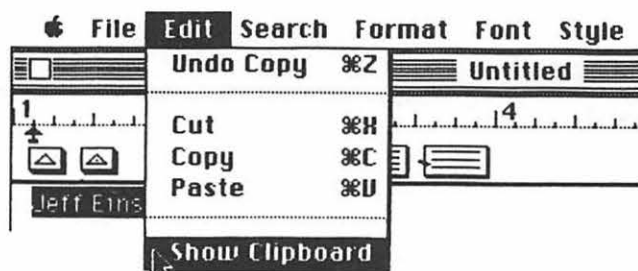 File Edit Search Format Font Style
Undo Copy ⌘Z
Untitled
1 4
Cut ⌘X
Copy ⌘C
Paste ⌘V
Jeff Eins
Show Clipboard